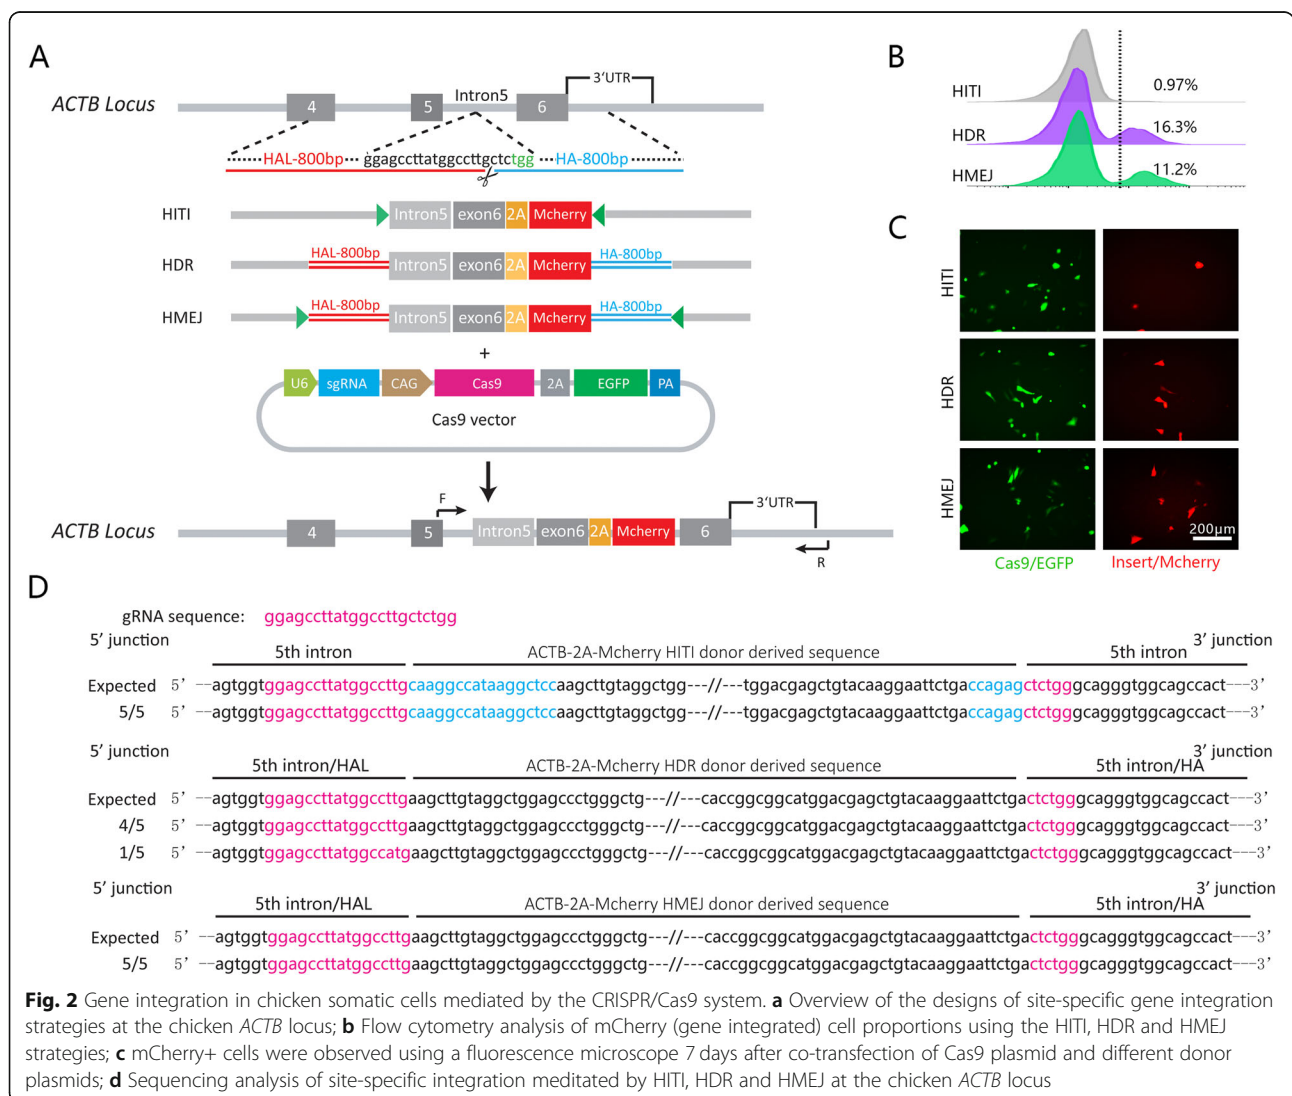 A
ACTB Locus
4
5
Intron5
6
3'UTR
HAL-800bp
ggagccttatggccttgctctgg
HA-800bp
HITI
Intron5
exon6
2A
Mcherry
HDR
HAL-800bp
Intron5
exon6
2A
Mcherry
HA-800bp
HMEJ
HAL-800bp
Intron5
exon6
2A
Mcherry
HA-800bp
+
U6
sgRNA
CAG
Cas9
2A
EGFP
PA
Cas9 vector
ACTB Locus
4
5
F
Intron5
exon6
2A
Mcherry
6
3'UTR
R
B
HITI
0.97%
HDR
16.3%
HMEJ
11.2%
C
HITI
HDR
HMEJ
200μm
Cas9/EGFP
Insert/Mcherry
D
gRNA sequence: ggagccttatggccttgctctgg
5' junction
3' junction
5th intron
ACTB-2A-Mcherry HITI donor derived sequence
5th intron
Expected 5' ---agtggtggagccttatggccttgcaaggccataaggctccaagcttgtaggctgg---//---tggacgagctgtacaaggaattctgaccagagctctgggcagggtggcagccact---3'
5/5 5' ---agtggtggagccttatggccttgcaaggccataaggctccaagcttgtaggctgg---//---tggacgagctgtacaaggaattctgaccagagctctgggcagggtggcagccact---3'
5' junction
3' junction
5th intron/HAL
ACTB-2A-Mcherry HDR donor derived sequence
5th intron/HA
Expected 5' ---agtggtggagccttatggccttgaagcttgtaggctggagccctgggctg---//---caccggcggcatggacgagctgtacaaggaattctgactctgggcagggtggcagccact---3'
4/5 5' ---agtggtggagccttatggccttgaagcttgtaggctggagccctgggctg---//---caccggcggcatggacgagctgtacaaggaattctgactctgggcagggtggcagccact---3'
1/5 5' ---agtggtggagccttatggccatgaagcttgtaggctggagccctgggctg---//---caccggcggcatggacgagctgtacaaggaattctgactctgggcagggtggcagccact---3'
5' junction
3' junction
5th intron/HAL
ACTB-2A-Mcherry HMEJ donor derived sequence
5th intron/HA
Expected 5' ---agtggtggagccttatggccttgaagcttgtaggctggagccctgggctg---//---caccggcggcatggacgagctgtacaaggaattctgactctgggcagggtggcagccact---3'
5/5 5' ---agtggtggagccttatggccttgaagcttgtaggctggagccctgggctg---//---caccggcggcatggacgagctgtacaaggaattctgactctgggcagggtggcagccact---3'
Fig. 2 Gene integration in chicken somatic cells mediated by the CRISPR/Cas9 system. a Overview of the designs of site-specific gene integration
strategies at the chicken ACTB locus; b Flow cytometry analysis of mCherry (gene integrated) cell proportions using the HITI, HDR and HMEJ
strategies; c mCherry+ cells were observed using a fluorescence microscope 7 days after co-transfection of Cas9 plasmid and different donor
plasmids; d Sequencing analysis of site-specific integration meditated by HITI, HDR and HMEJ at the chicken ACTB locus